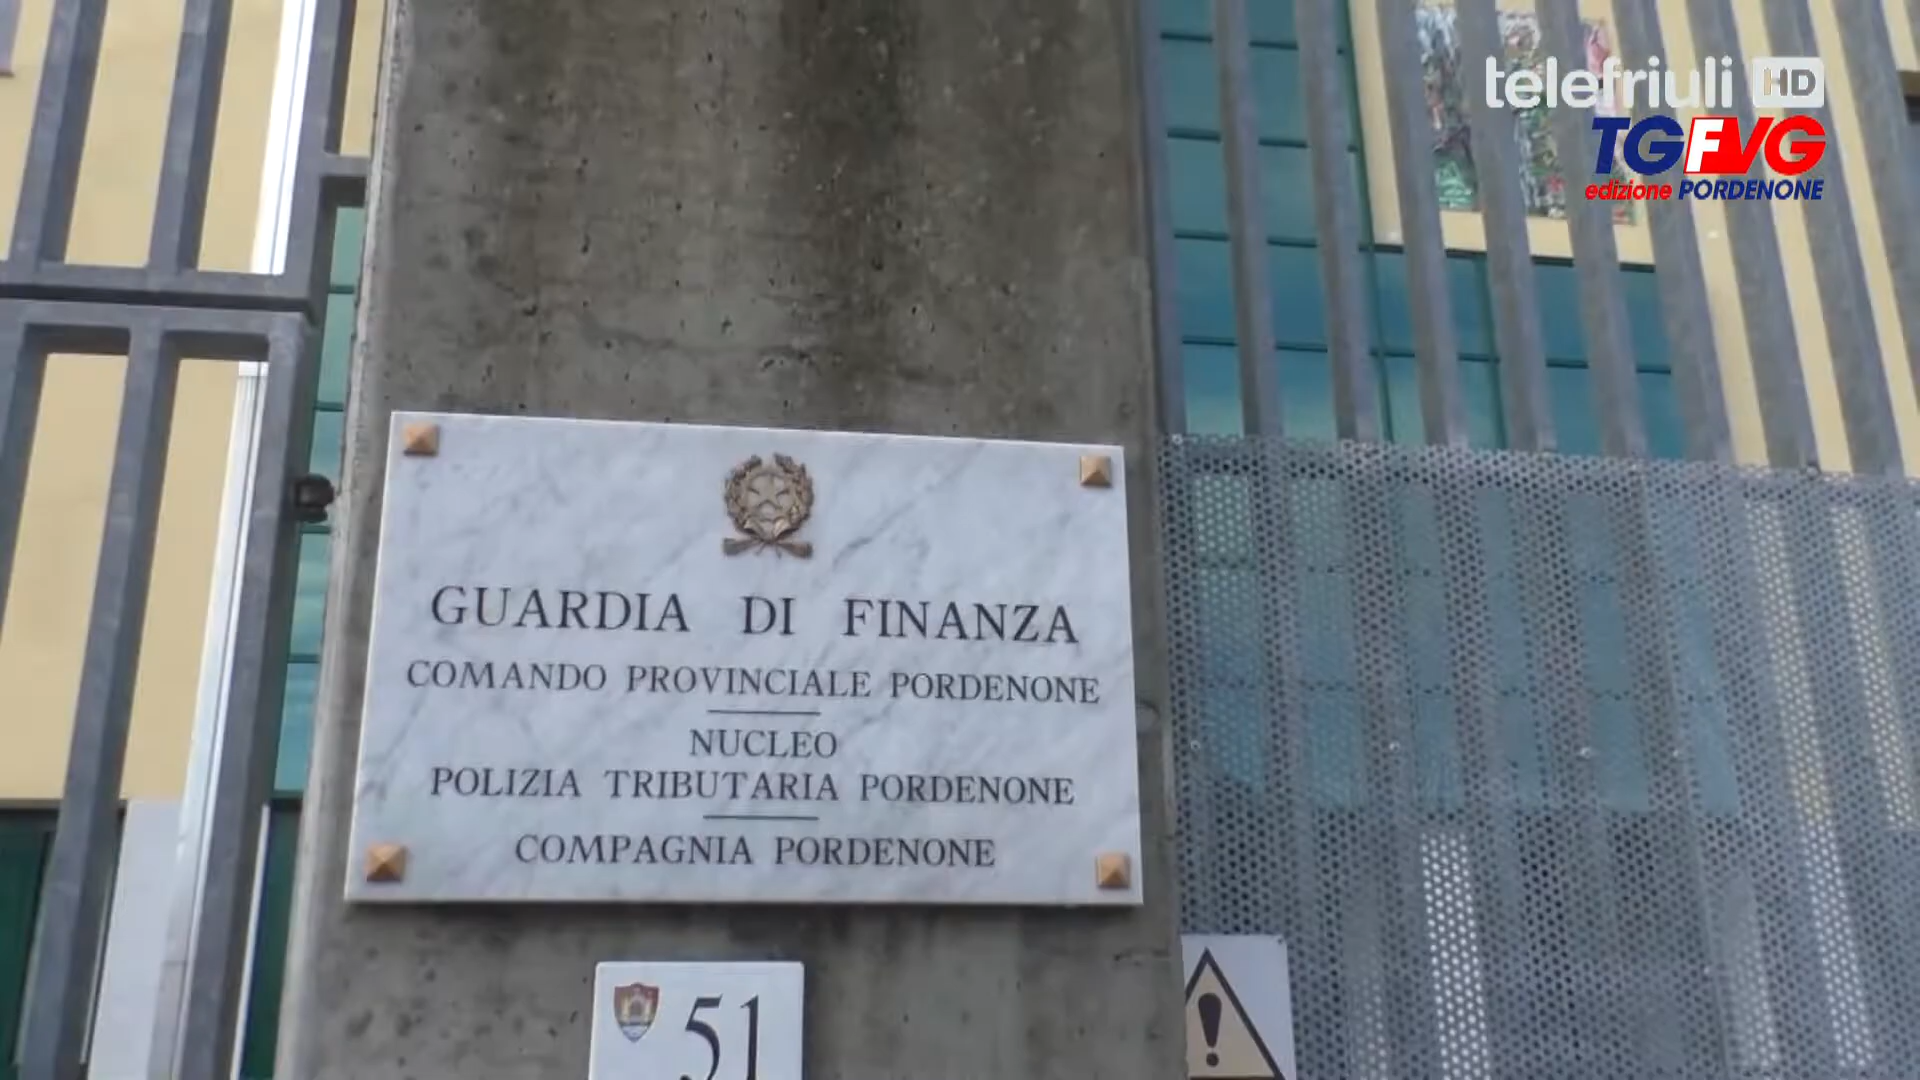 telefriuli HD
TGFVG
edizione PORDENONE
GUARDIA DI FINANZA
COMANDO PROVINCIALE PORDENONE
NUCLEO
POLIZIA TRIBUTARIA PORDENONE
COMPAGNIA PORDENONE
51